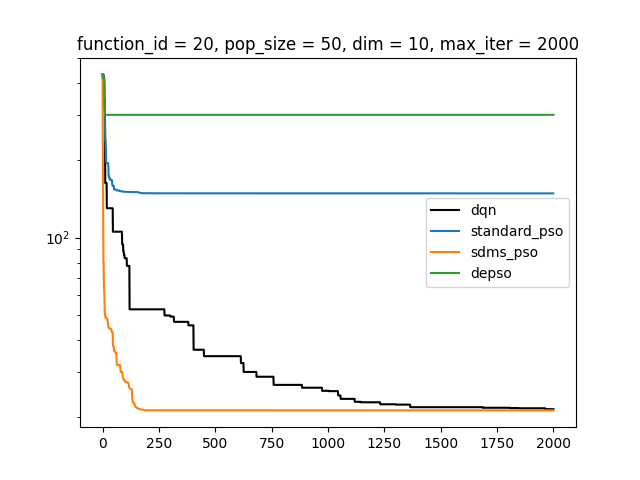 function_id = 20, pop_size = 50, dim = 10, max_iter = 2000
10²
dqn
standard_pso
sdms_pso
depso
0 250 500 750 1000 1250 1500 1750 2000